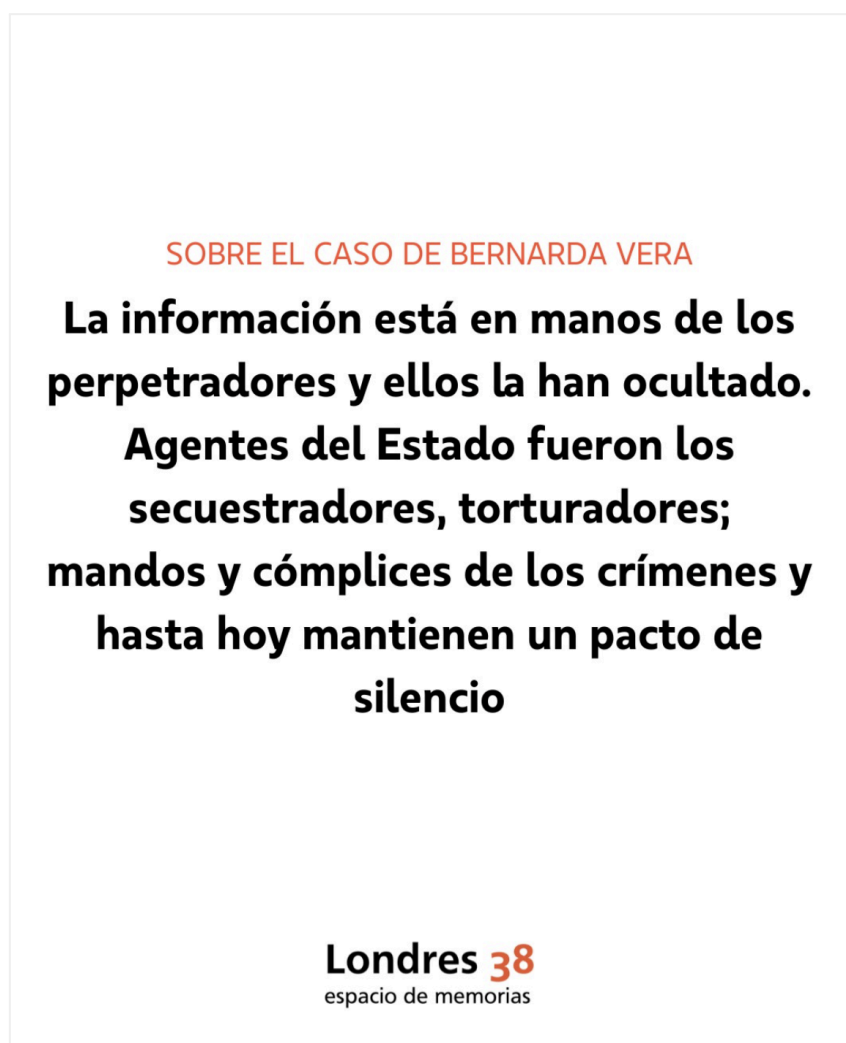 SOBRE EL CASO DE BERNARDA VERA
La información está en manos de los
perpetradores y ellos la han ocultado.
Agentes del Estado fueron los
secuestradores, torturadores;
mandos y cómplices de los crímenes y
hasta hoy mantienen un pacto de
silencio
Londres 38
espacio de memorias